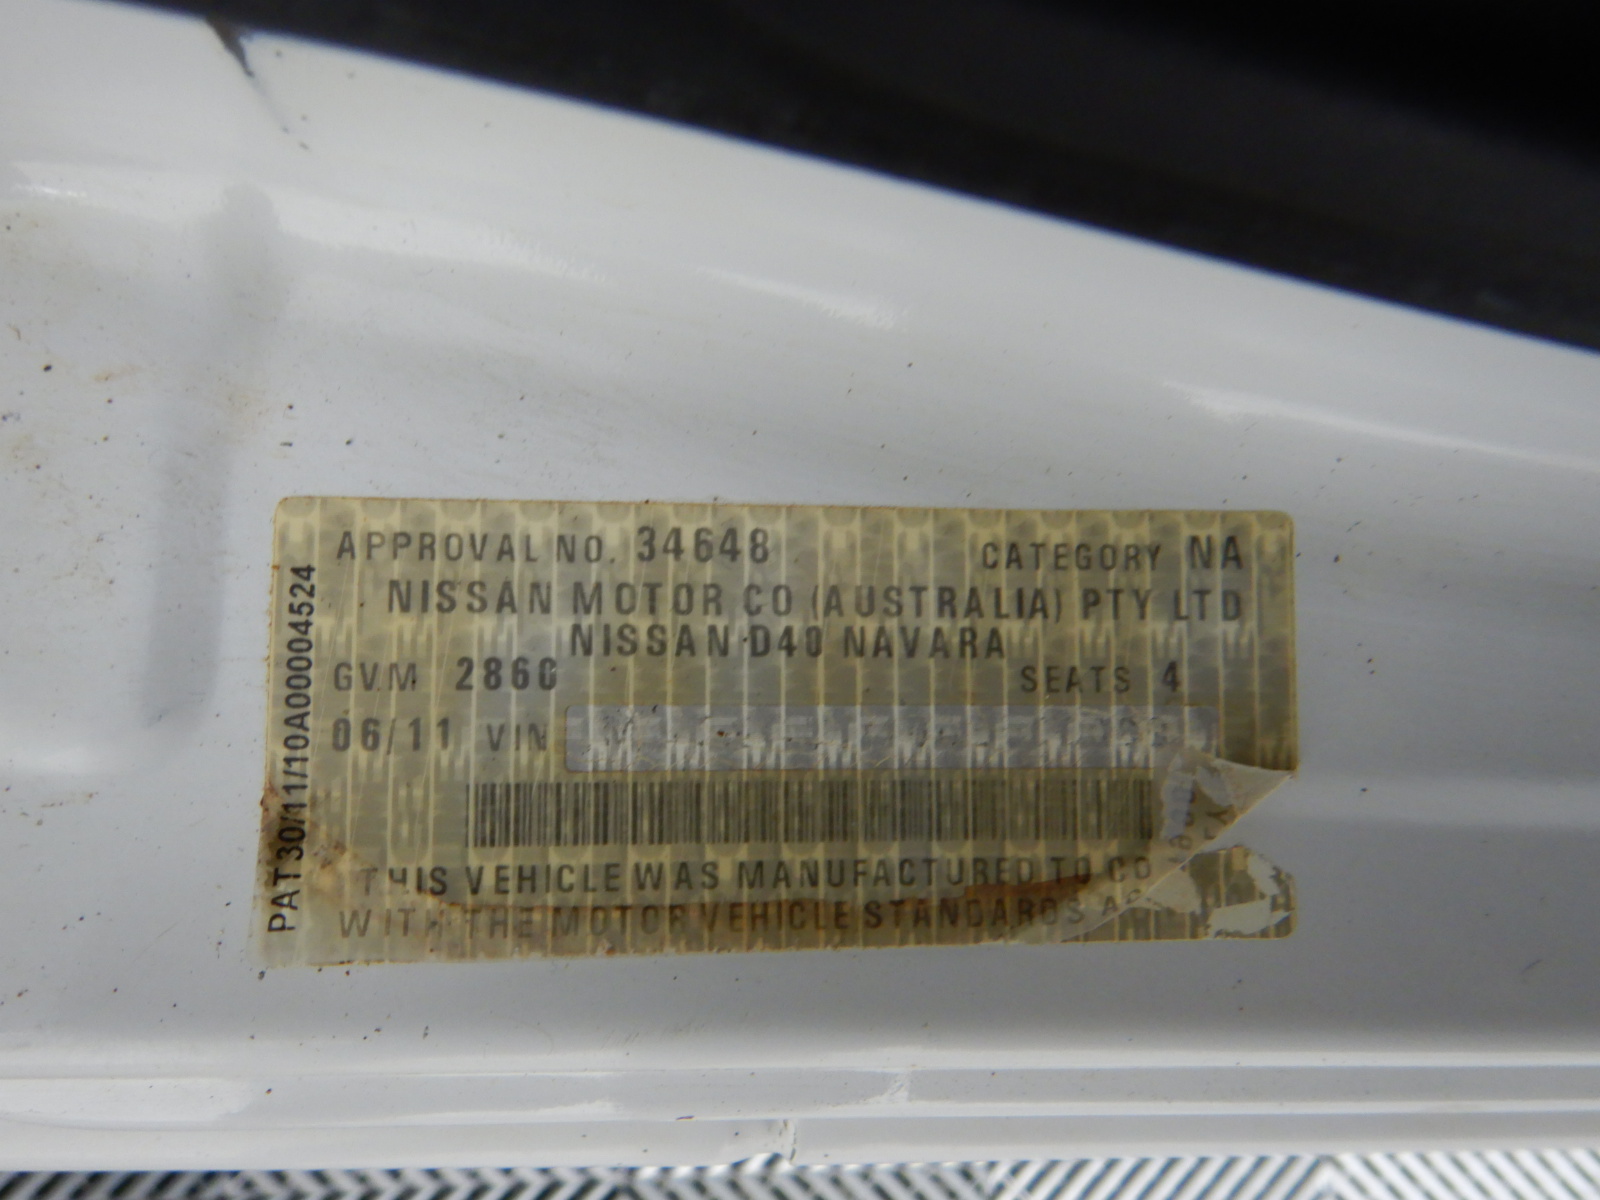 APPROVAL NO. 34648 CATEGORY NA
NISSAN MOTOR CO (AUSTRALIA) PTY LTD
NISSAN D40 NAVARA
GVM 2860 SEATS 4
06/11 VIN
THIS VEHICLE WAS MANUFACTURED TO CO
WITH THE MOTOR VEHICLE STANDARDS AC
PAT30/11/10A00004524